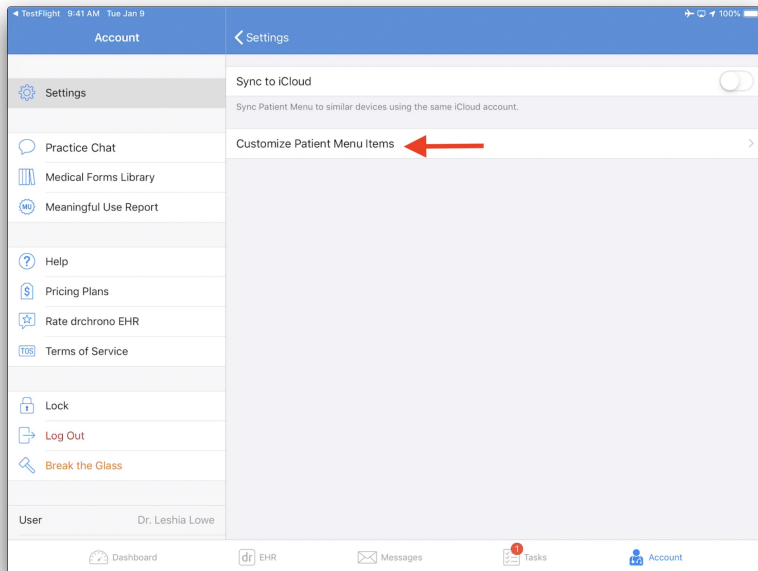 ◀ TestFlight 9:41 AM Tue Jan 9
100%
Account
Settings
Settings
Practice Chat
Medical Forms Library
MU
Meaningful Use Report
Help
$
Pricing Plans
Rate drchrono EHR
TOS
Terms of Service
Lock
Log Out
Break the Glass
User
Dr. Leshia Lowe
Sync to iCloud
Sync Patient Menu to similar devices using the same iCloud account.
Customize Patient Menu Items
Dashboard
dr EHR
Messages
1
Tasks
Account